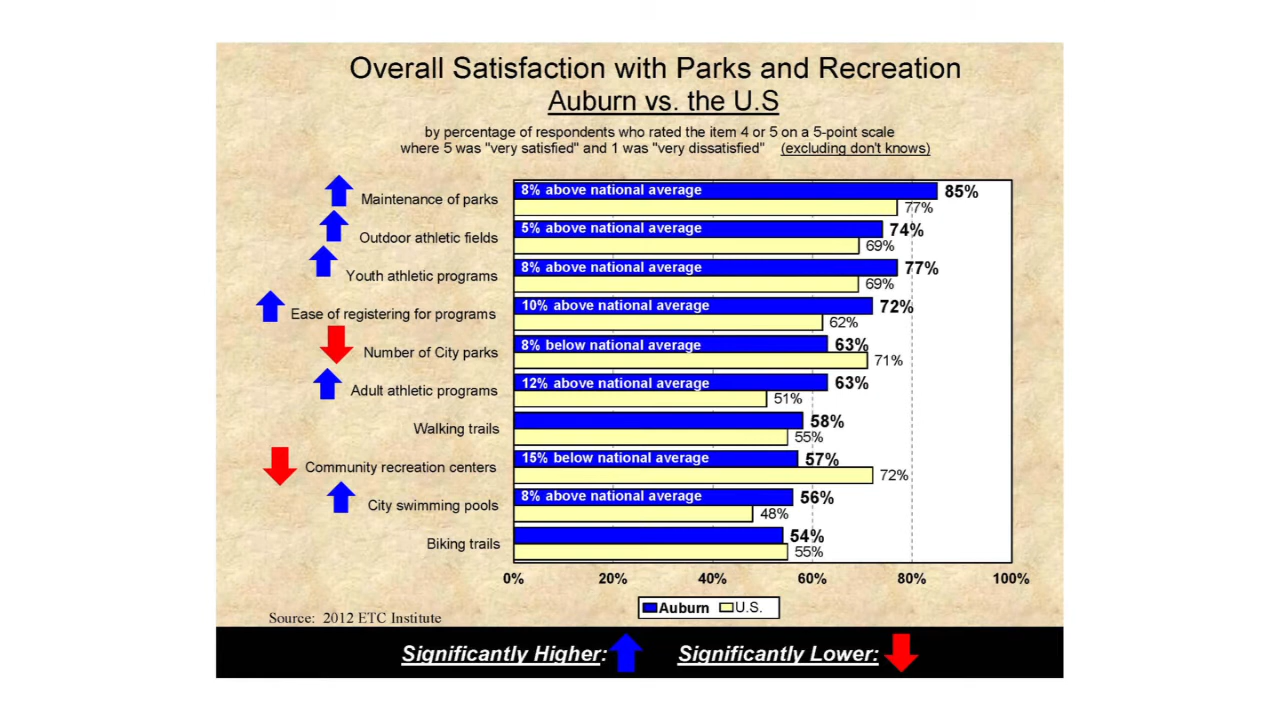 Overall Satisfaction with Parks and Recreation
Auburn vs. the U.S
by percentage of respondents who rated the item 4 or 5 on a 5-point scale
where 5 was "very satisfied" and 1 was "very dissatisfied" (excluding don't knows)
Maintenance of parks 8% above national average 85%
77%
Outdoor athletic fields 5% above national average 74%
69%
Youth athletic programs 8% above national average 77%
69%
Ease of registering for programs 10% above national average 72%
62%
Number of City parks 8% below national average 63%
71%
Adult athletic programs 12% above national average 63%
51%
Walking trails 58%
55%
Community recreation centers 15% below national average 57%
72%
City swimming pools 8% above national average 56%
48%
Biking trails 54%
55%
0% 20% 40% 60% 80% 100%
Auburn U.S.
Source: 2012 ETC Institute
Significantly Higher: Significantly Lower: